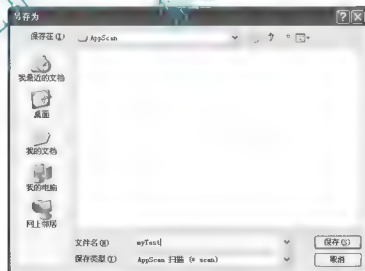 另存为
保存在(I)
AppScan
我最近的文档
桌面
我的文档
我的电脑
网上邻居
文件名(N)
myTest
保存(S)
保存类型(T)
AppScan 扫描 (*.scan)
取消